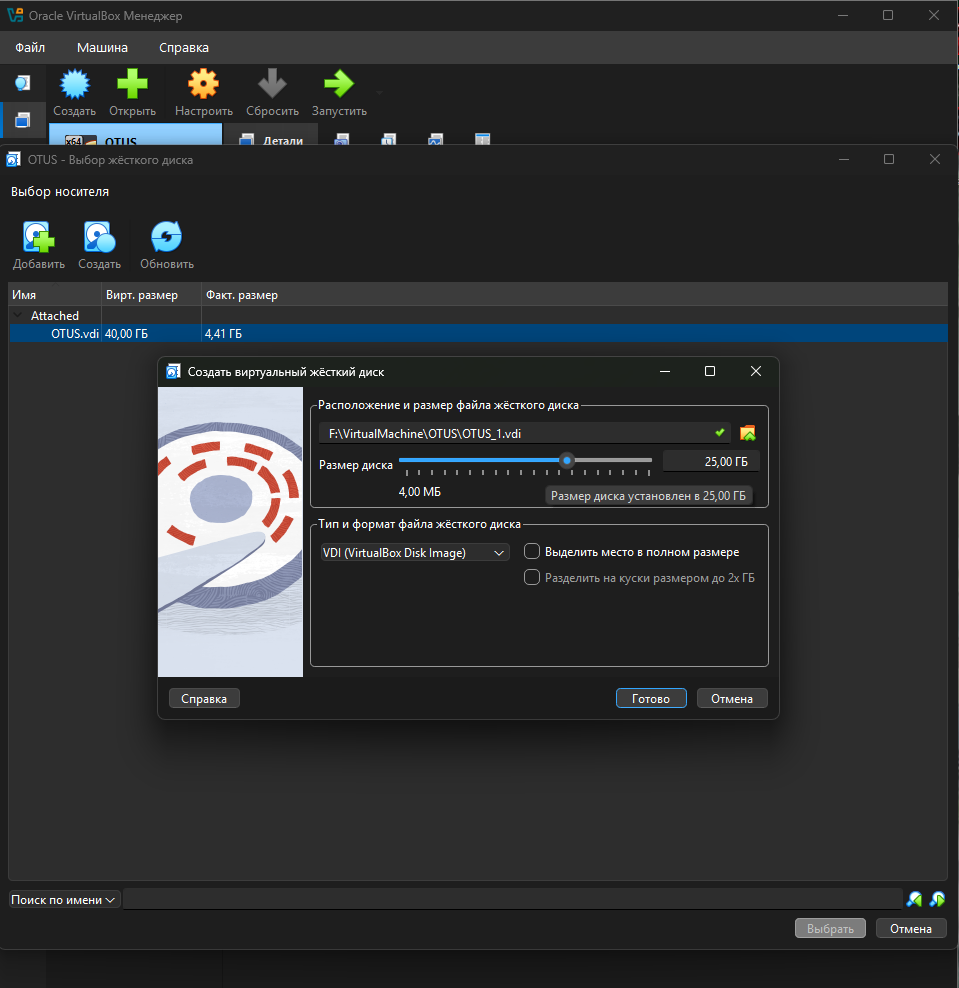 Oracle VirtualBox Менеджер
Файл Машина Справка
Создать Открыть Настроить Сбросить Запустить
x64 OTUS Детали
OTUS - Выбор жёсткого диска
Выбор носителя
Добавить Создать Обновить
Имя Вирт. размер Факт. размер
Attached
OTUS.vdi 40,00 ГБ 4,41 ГБ
Создать виртуальный жёсткий диск
Расположение и размер файла жёсткого диска
F:\VirtualMachine\OTUS\OTUS_1.vdi
Размер диска 25,00 ГБ
4,00 МБ Размер диска установлен в 25,00 ГБ
Тип и формат файла жёсткого диска
VDI (VirtualBox Disk Image) Выделить место в полном размере
Разделить на куски размером до 2х ГБ
Справка Готово Отмена
Поиск по имени
Выбрать Отмена